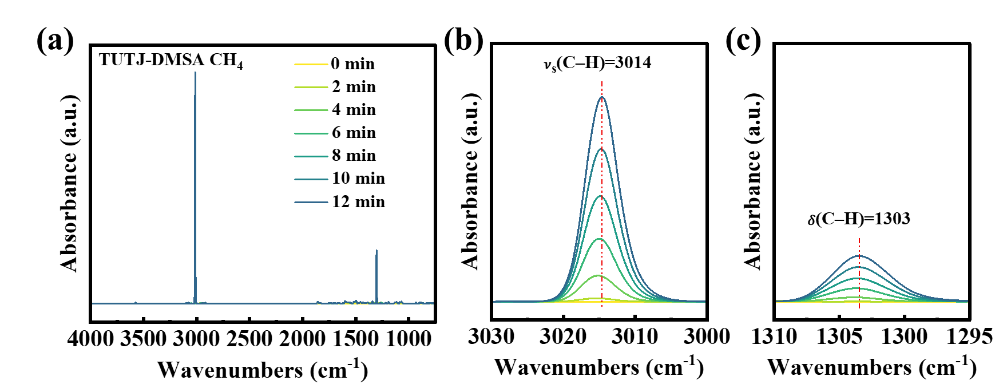 (a)
TUTJ-DMSA CH₄
0 min
2 min
4 min
6 min
8 min
10 min
12 min
Absorbance (a.u.)
4000 3500 3000 2500 2000 1500 1000
Wavenumbers (cm⁻¹)
(b)
νₛ(C–H)=3014
Absorbance (a.u.)
3030 3020 3010 3000
Wavenumbers (cm⁻¹)
(c)
δ(C–H)=1303
Absorbance (a.u.)
1310 1305 1300 1295
Wavenumbers (cm⁻¹)